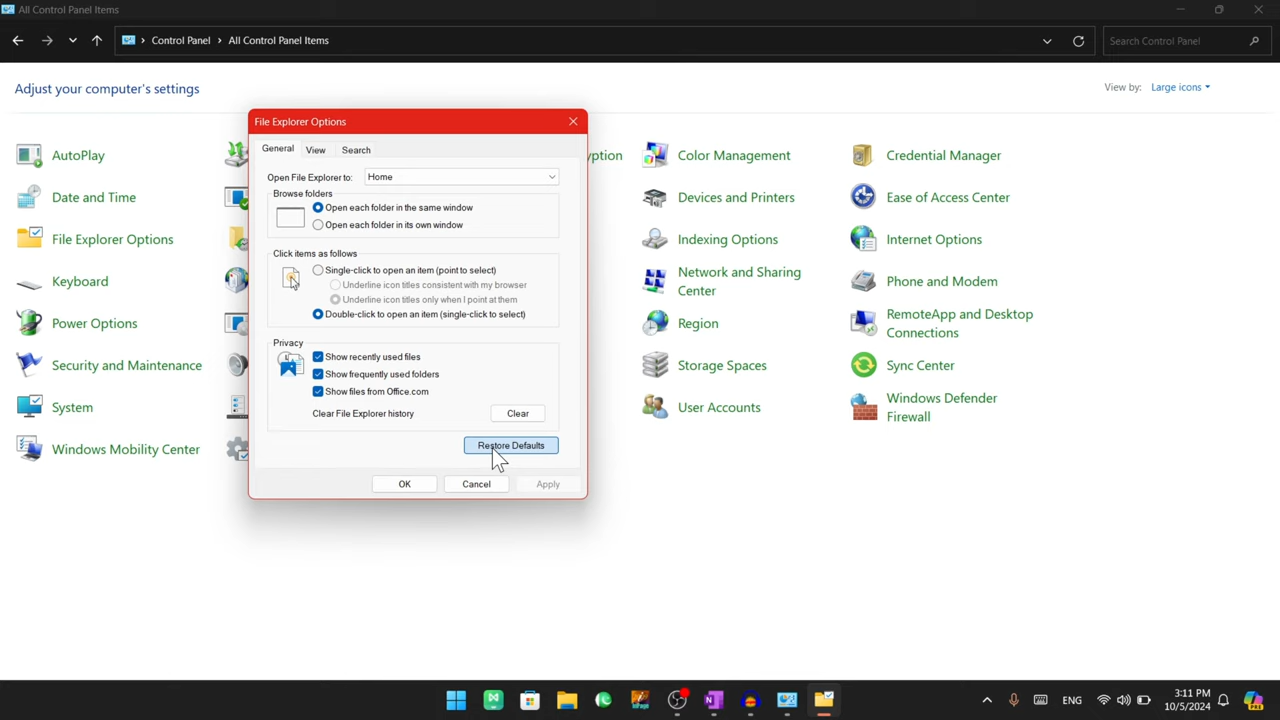 All Control Panel Items
Control Panel
All Control Panel Items
Search Control Panel
Adjust your computer's settings
View by:
Large icons
File Explorer Options
General
View
Search
Open File Explorer to:
Home
Browse folders
Open each folder in the same window
Open each folder in its own window
Click items as follows
Single-click to open an item (point to select)
Underline icon titles consistent with my browser
Underline icon titles only when I point at them
Double-click to open an item (single-click to select)
Privacy
Show recently used files
Show frequently used folders
Show files from Office.com
Clear File Explorer history
Clear
Restore Defaults
OK
Cancel
Apply
AutoPlay
Color Management
Credential Manager
Date and Time
Devices and Printers
Ease of Access Center
File Explorer Options
Indexing Options
Internet Options
Keyboard
Network and Sharing
Center
Phone and Modem
Power Options
Region
RemoteApp and Desktop
Connections
Security and Maintenance
Storage Spaces
Sync Center
System
User Accounts
Windows Defender
Firewall
Windows Mobility Center
ENG
3:11 PM
10/5/2024